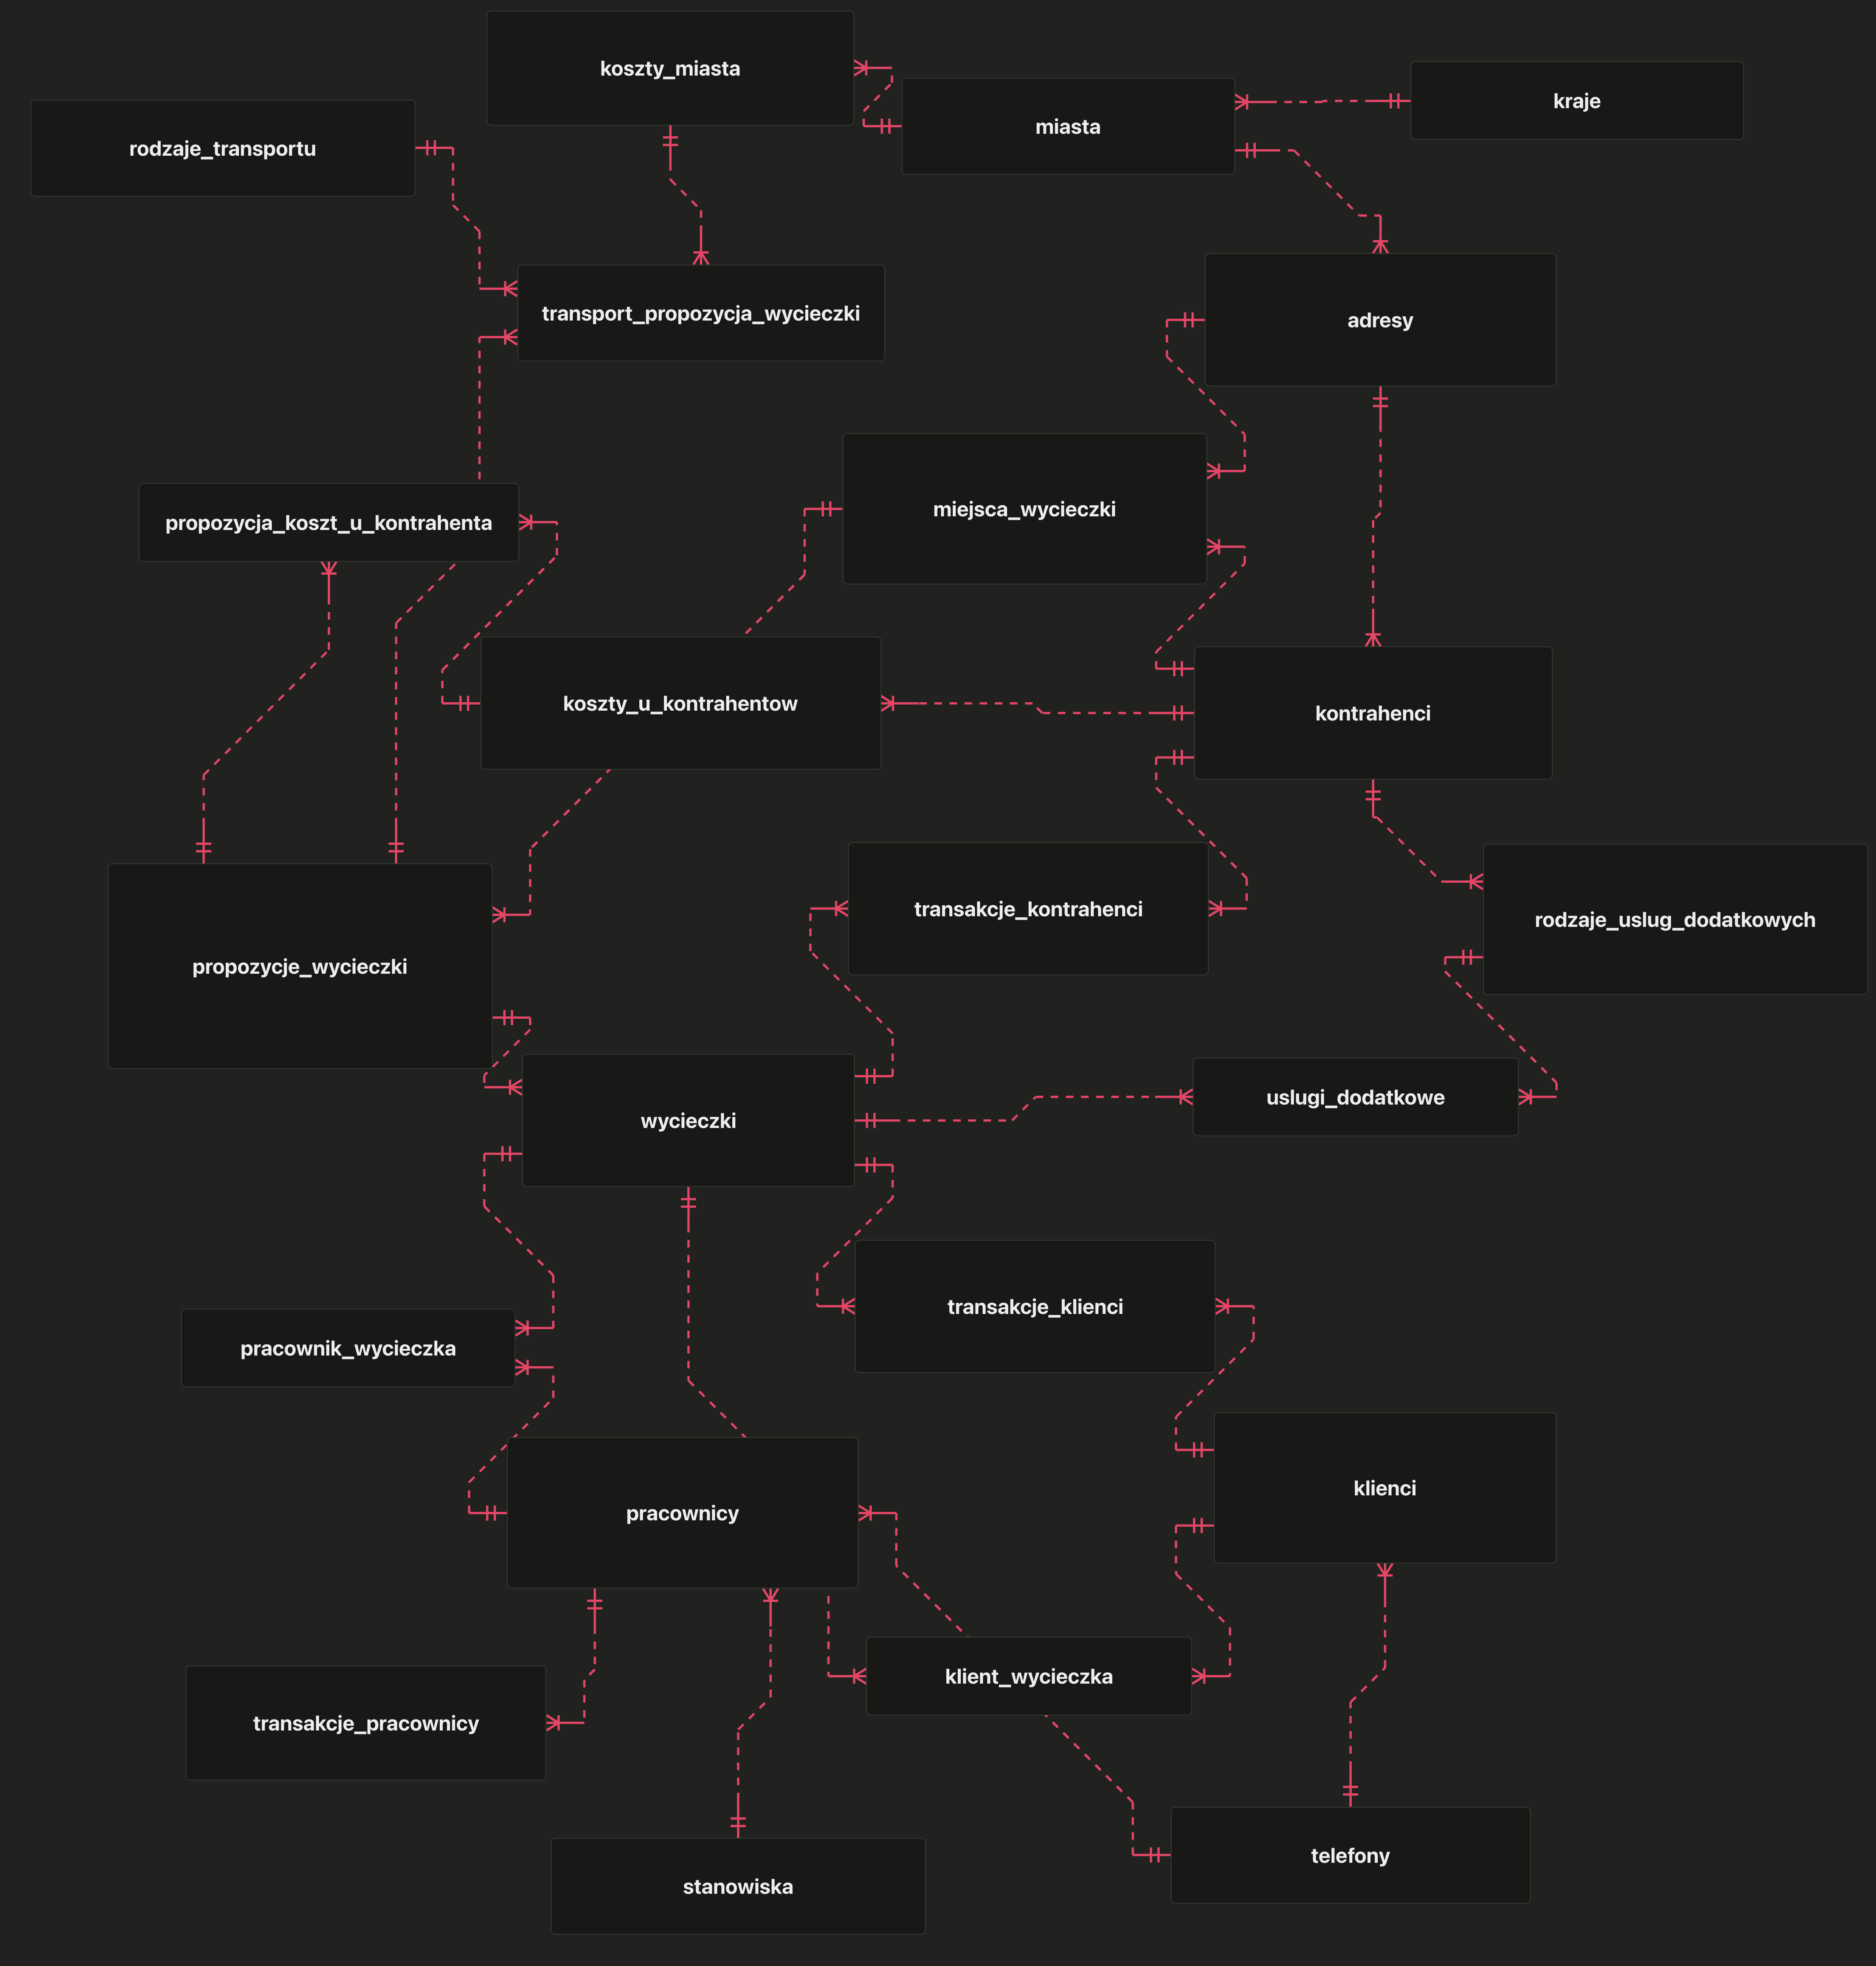 koszty_miasta
kraje
miasta
rodzaje_transportu
transport_propozycja_wycieczki
adresy
miejsca_wycieczki
propozycja_koszt_u_kontrahenta
koszty_u_kontrahentow
kontrahenci
transakcje_kontrahenci
rodzaje_uslug_dodatkowych
propozycje_wycieczki
uslugi_dodatkowe
wycieczki
transakcje_klienci
pracownik_wycieczka
klienci
pracownicy
klient_wycieczka
transakcje_pracownicy
telefony
stanowiska